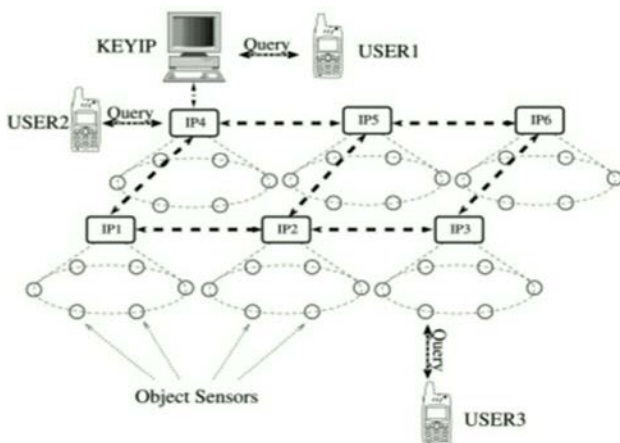 KEYIP
Query
USER1
USER2
Query
IP4
IP5
IP6
IP1
IP2
IP3
Query
Object Sensors
USER3